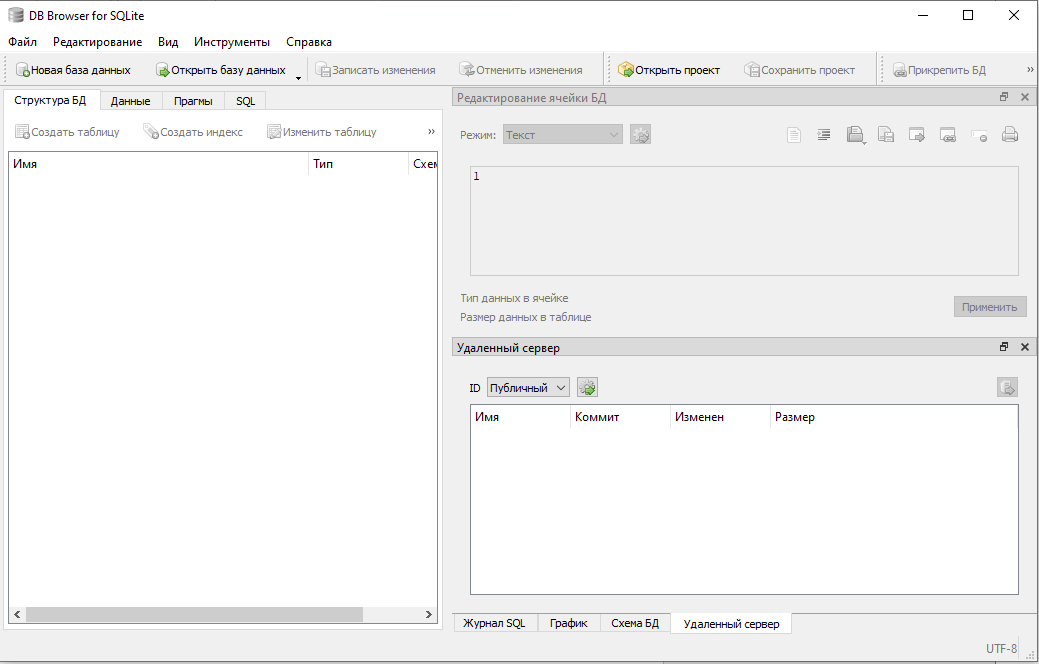 DB Browser for SQLite
Файл Редактирование Вид Инструменты Справка
Новая база данных Открыть базу данных Записать изменения Отменить изменения Открыть проект Сохранить проект Прикрепить БД »
Структура БД Данные Прагмы SQL
Создать таблицу Создать индекс Изменить таблицу »
Имя Тип Схем
Редактирование ячейки БД
Режим: Текст
1
Тип данных в ячейке
Размер данных в таблице
Применить
Удаленный сервер
ID Публичный
Имя Коммит Изменен Размер
Журнал SQL График Схема БД Удаленный сервер
UTF-8